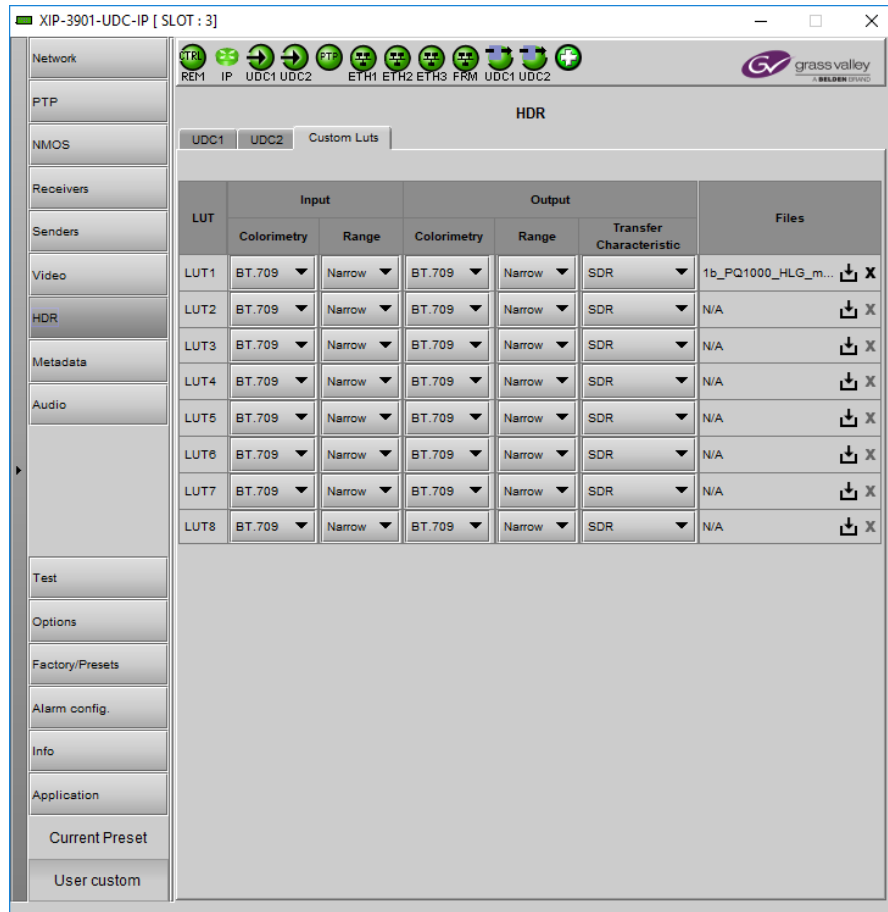 XIP-3901-UDC-IP [ SLOT : 3]
Network
PTP
NMOS
Receivers
Senders
Video
HDR
Metadata
Audio
Test
Options
Factory/Presets
Alarm config.
Info
Application
Current Preset
User custom
CTRL PTP
REM IP UDC1 UDC2 ETH1 ETH2 ETH3 FRM UDC1 UDC2
GV grass valley
A BELDEN BRAND
HDR
UDC1 UDC2 Custom Luts
LUT Input Output Files
Colorimetry Range Colorimetry Range Transfer Characteristic
LUT1 BT.709 Narrow BT.709 Narrow SDR 1b_PQ1000_HLG_m... X
LUT2 BT.709 Narrow BT.709 Narrow SDR N/A X
LUT3 BT.709 Narrow BT.709 Narrow SDR N/A X
LUT4 BT.709 Narrow BT.709 Narrow SDR N/A X
LUT5 BT.709 Narrow BT.709 Narrow SDR N/A X
LUT6 BT.709 Narrow BT.709 Narrow SDR N/A X
LUT7 BT.709 Narrow BT.709 Narrow SDR N/A X
LUT8 BT.709 Narrow BT.709 Narrow SDR N/A X